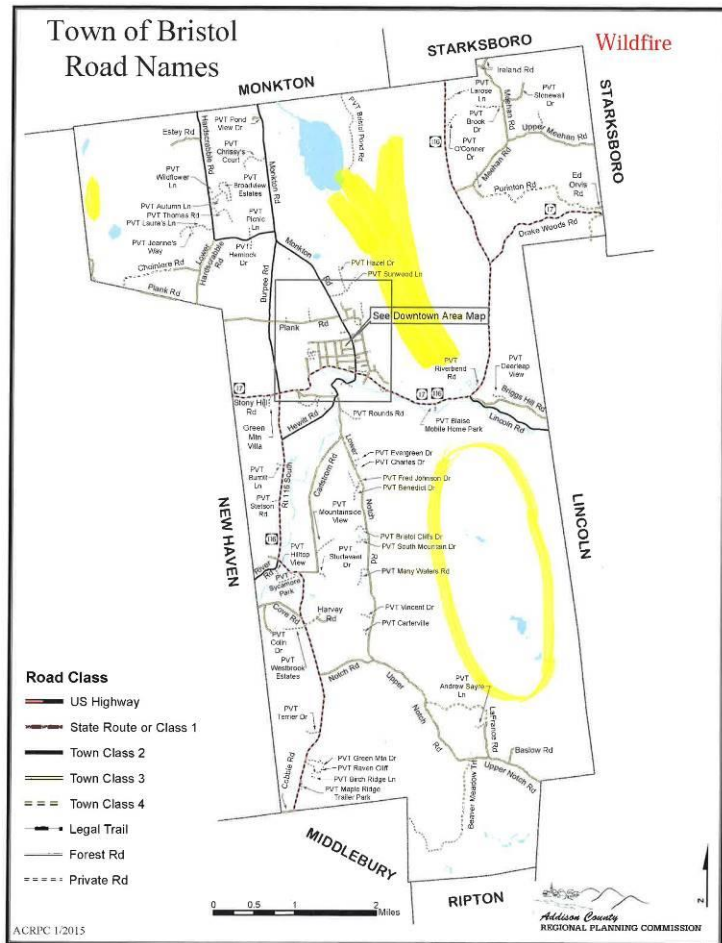 Town of Bristol
Road Names
Wildfire
STARKSBORO
MONKTON
STARKSBORO
Ireland Rd
PVT Larose Ln
PVT Stonewall Dr
Meehan Rd
PVT Brook Dr
Upper Meehan Rd
116
PVT O'Conner Dr
Meehan Rd
Purinton Rd
Ed Orvis Rd
17
Drake Woods Rd
PVT Bristol Pond Rd
PVT Pond View Dr
Estey Rd
Hardscrabble Rd
PVT Chrissy's Court
Monkton Rd
PVT Wildflower Ln
PVT Broadview Estates
PVT Autumn Ln
PVT Thomas Rd
PVT Picnic Ln
PVT Laura's Ln
PVT Jeanne's Way
PVT Hemlock Dr
Monkton Rd
Choiniere Rd
Lower Hardscrabble Rd
Plank Rd
Burpee Rd
PVT Hazel Dr
PVT Sunwood Ln
Plank Rd
See Downtown Area Map
PVT Riverbend Rd
PVT Deerleap View
17
Stony Hill Rd
17
116
Briggs Hill Rd
Green Mtn Villa
Hewitt Rd
PVT Rounds Rd
PVT Blaise Mobile Home Park
Lincoln Rd
Lower Notch Rd
PVT Evergreen Dr
PVT Charles Dr
Carlstrom Rd
PVT Fred Johnson Dr
PVT Benedict Dr
Rt 116 South
PVT Stetson Rd
PVT Mountainside View
NEW HAVEN
LINCOLN
116
PVT Bristol Cliffs Dr
PVT South Mountain Dr
PVT Hilltop View
PVT Sturtevant Dr
River Rd
PVT Sycamore Park
PVT Many Waters Rd
Cove Rd
Harvey Rd
PVT Vincent Dr
PVT Colin Dr
PVT Carterville
PVT Westbrook Estates
Notch Rd
Upper Notch Rd
PVT Andrew Sayre Ln
LaFrance Rd
PVT Terrier Dr
Baslow Rd
Upper Notch Rd
Cobble Rd
PVT Green Mtn Dr
PVT Raven Cliff
PVT Birch Ridge Ln
PVT Maple Ridge Trailer Park
Beaver Meadow Trl
MIDDLEBURY
RIPTON
Road Class
US Highway
State Route or Class 1
Town Class 2
Town Class 3
Town Class 4
Legal Trail
Forest Rd
Private Rd
0 0.5 1 2
Miles
N
Addison County
REGIONAL PLANNING COMMISSION
ACRPC 1/2015